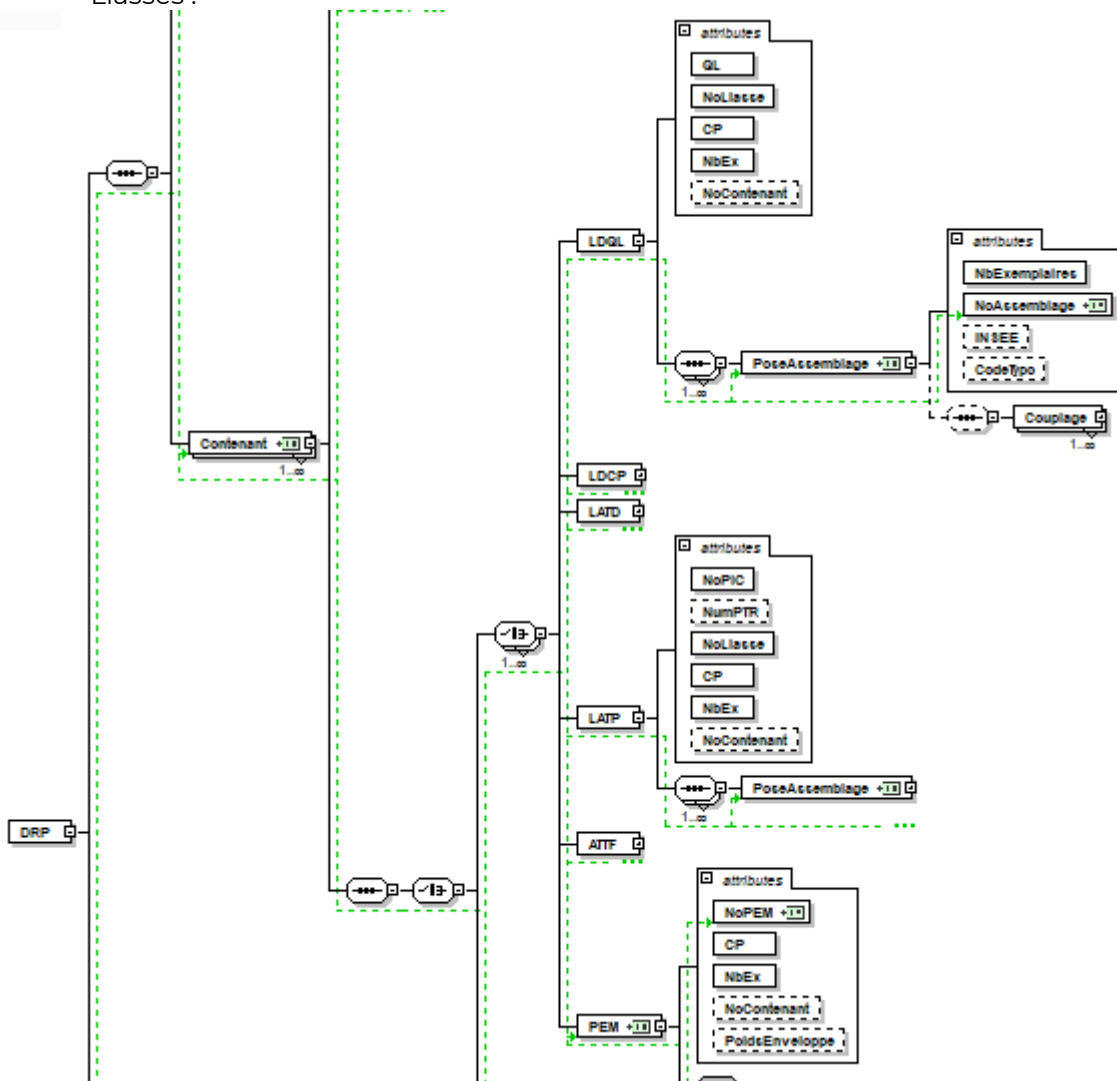 Liasses :
attributes
QL
NoLiasse
CP
NbEx
NoContenant
LDQL
attributes
NbExemplaires
NoAssemblage
INSEE
CodeTypo
PoseAssemblage
1..∞
Couplage
1..∞
Contenant
1..∞
LDCP
LATD
attributes
NoPIC
NumPTR
NoLiasse
CP
NbEx
NoContenant
1..∞
LATP
PoseAssemblage
1..∞
DRP
ATTF
attributes
NoPEM
CP
NbEx
NoContenant
PoidsEnveloppe
PEM